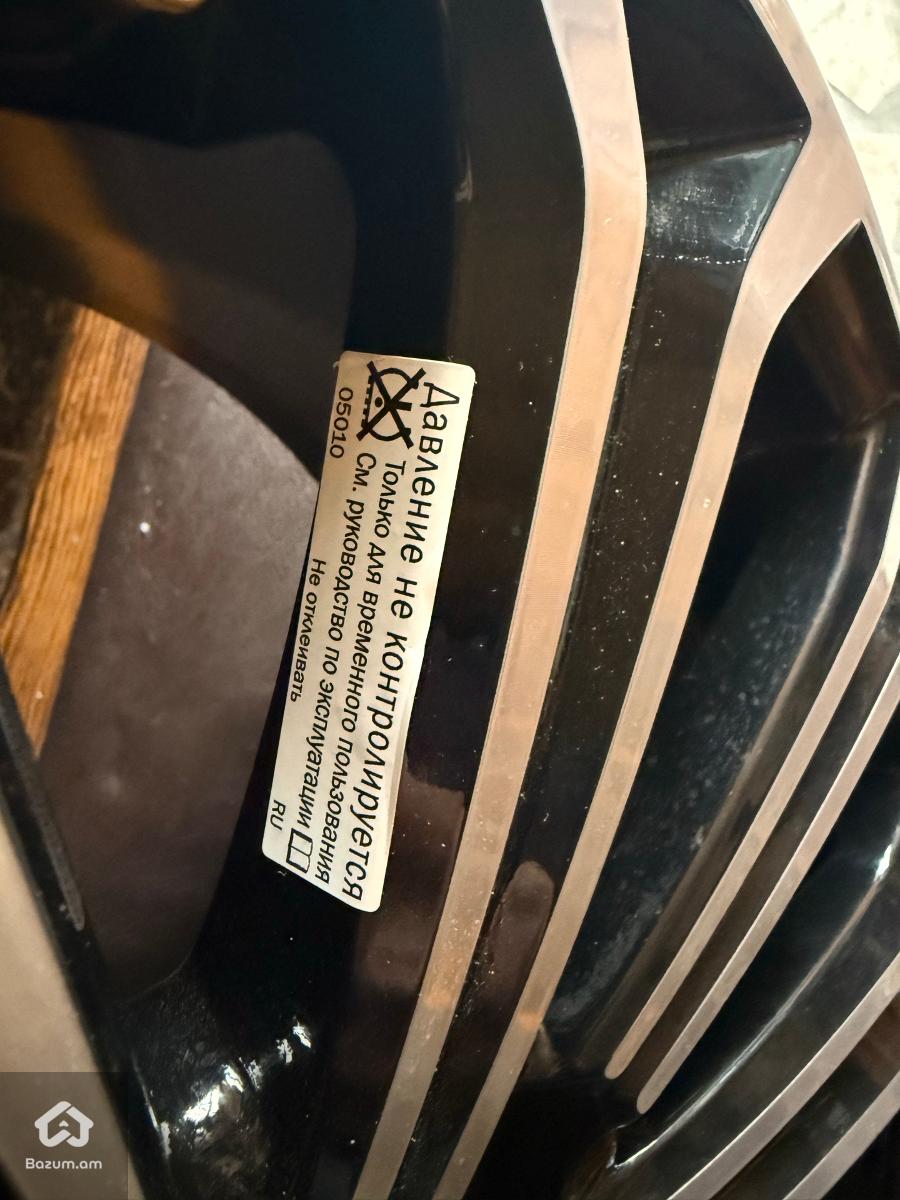 Давление не контролируется
Только для временного пользования
См. руководство по эксплуатации
05010
Не отклеивать
RU
Bazum.am